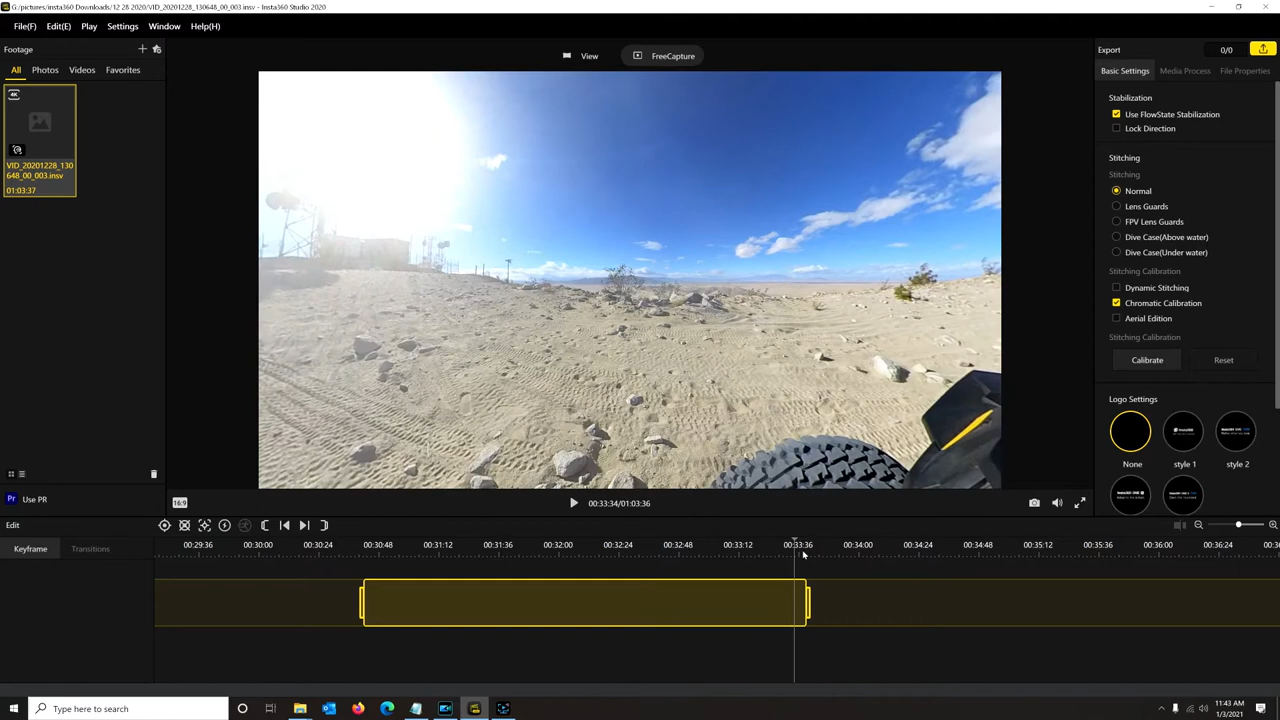 G:/pictures/insta360 Downloads/12 28 2020/VID_20201228_130648_00_003.insv - Insta360 Studio 2020
File(F) Edit(E) Play Settings Window Help(H)
Footage
All Photos Videos Favorites
4K
VID_20201228_130
648_00_003.insv
01:03:37
View FreeCapture
Export 0/0
Basic Settings Media Process File Properties
Stabilization
Use FlowState Stabilization
Lock Direction
Stitching
Stitching
Normal
Lens Guards
FPV Lens Guards
Dive Case(Above water)
Dive Case(Under water)
Stitching Calibration
Dynamic Stitching
Chromatic Calibration
Aerial Edition
Stitching Calibration
Calibrate Reset
Logo Settings
None style 1 style 2
Pr Use PR
16:9 00:33:34/01:03:36
Edit
Keyframe Transitions
00:29:36 00:30:00 00:30:24 00:30:48 00:31:12 00:31:36 00:32:00 00:32:24 00:32:48 00:33:12 00:33:36 00:34:00 00:34:24 00:34:48 00:35:12 00:35:36 00:36:00 00:36:24
Type here to search
11:43 AM
1/3/2021